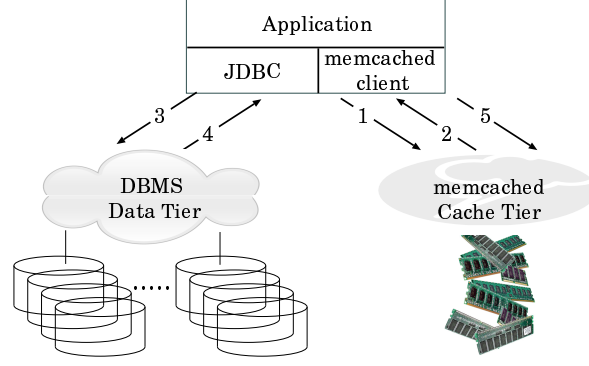 Application
JDBC
memcached
client
3
4
1
2
5
DBMS
Data Tier
memcached
Cache Tier